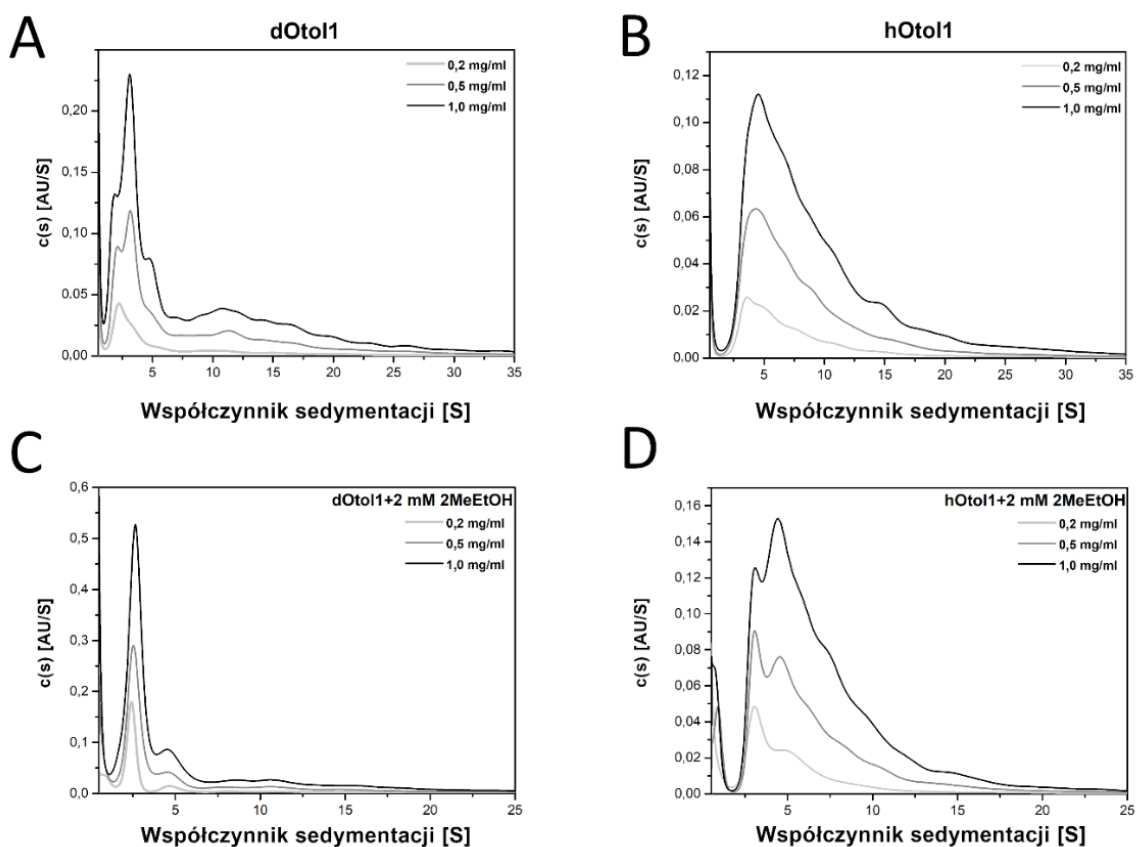 A
dOtol1
0,2 mg/ml
0,5 mg/ml
1,0 mg/ml
c(s) [AU/S]
0,20
0,15
0,10
0,05
0,00
5
10
15
20
25
30
35
Współczynnik sedymentacji [S]
B
hOtol1
0,2 mg/ml
0,5 mg/ml
1,0 mg/ml
c(s) [AU/S]
0,12
0,10
0,08
0,06
0,04
0,02
0,00
5
10
15
20
25
30
35
Współczynnik sedymentacji [S]
C
dOtol1+2 mM 2MeEtOH
0,2 mg/ml
0,5 mg/ml
1,0 mg/ml
c(s) [AU/S]
0,6
0,5
0,4
0,3
0,2
0,1
0,0
5
10
15
20
25
Współczynnik sedymentacji [S]
D
hOtol1+2 mM 2MeEtOH
0,2 mg/ml
0,5 mg/ml
1,0 mg/ml
c(s) [AU/S]
0,16
0,14
0,12
0,10
0,08
0,06
0,04
0,02
0,00
5
10
15
20
25
Współczynnik sedymentacji [S]